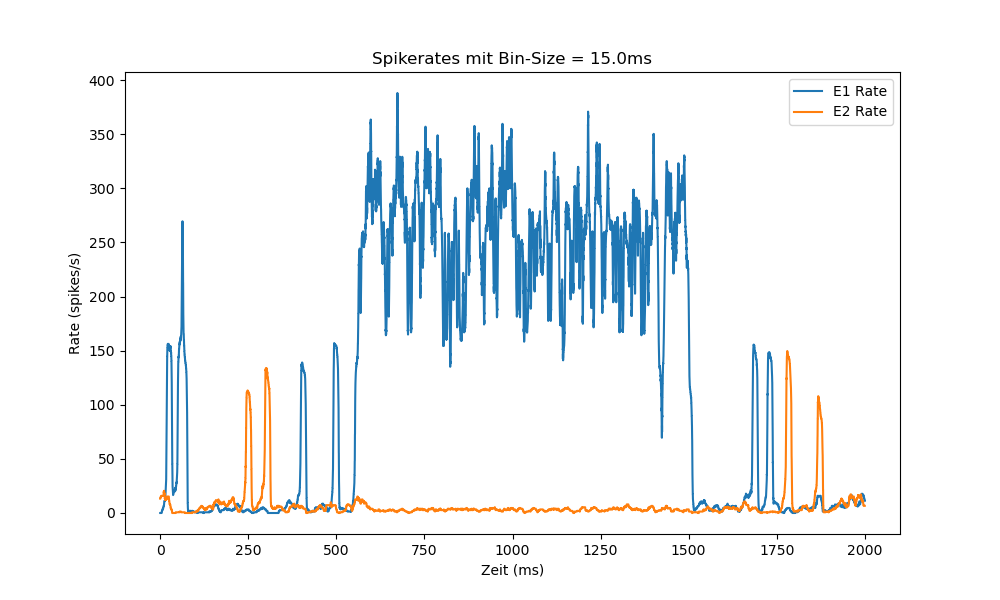 Spikerates mit Bin-Size = 15.0ms
E1 Rate
E2 Rate
400
350
300
250
200
150
100
50
0
Rate (spikes/s)
0 250 500 750 1000 1250 1500 1750 2000
Zeit (ms)